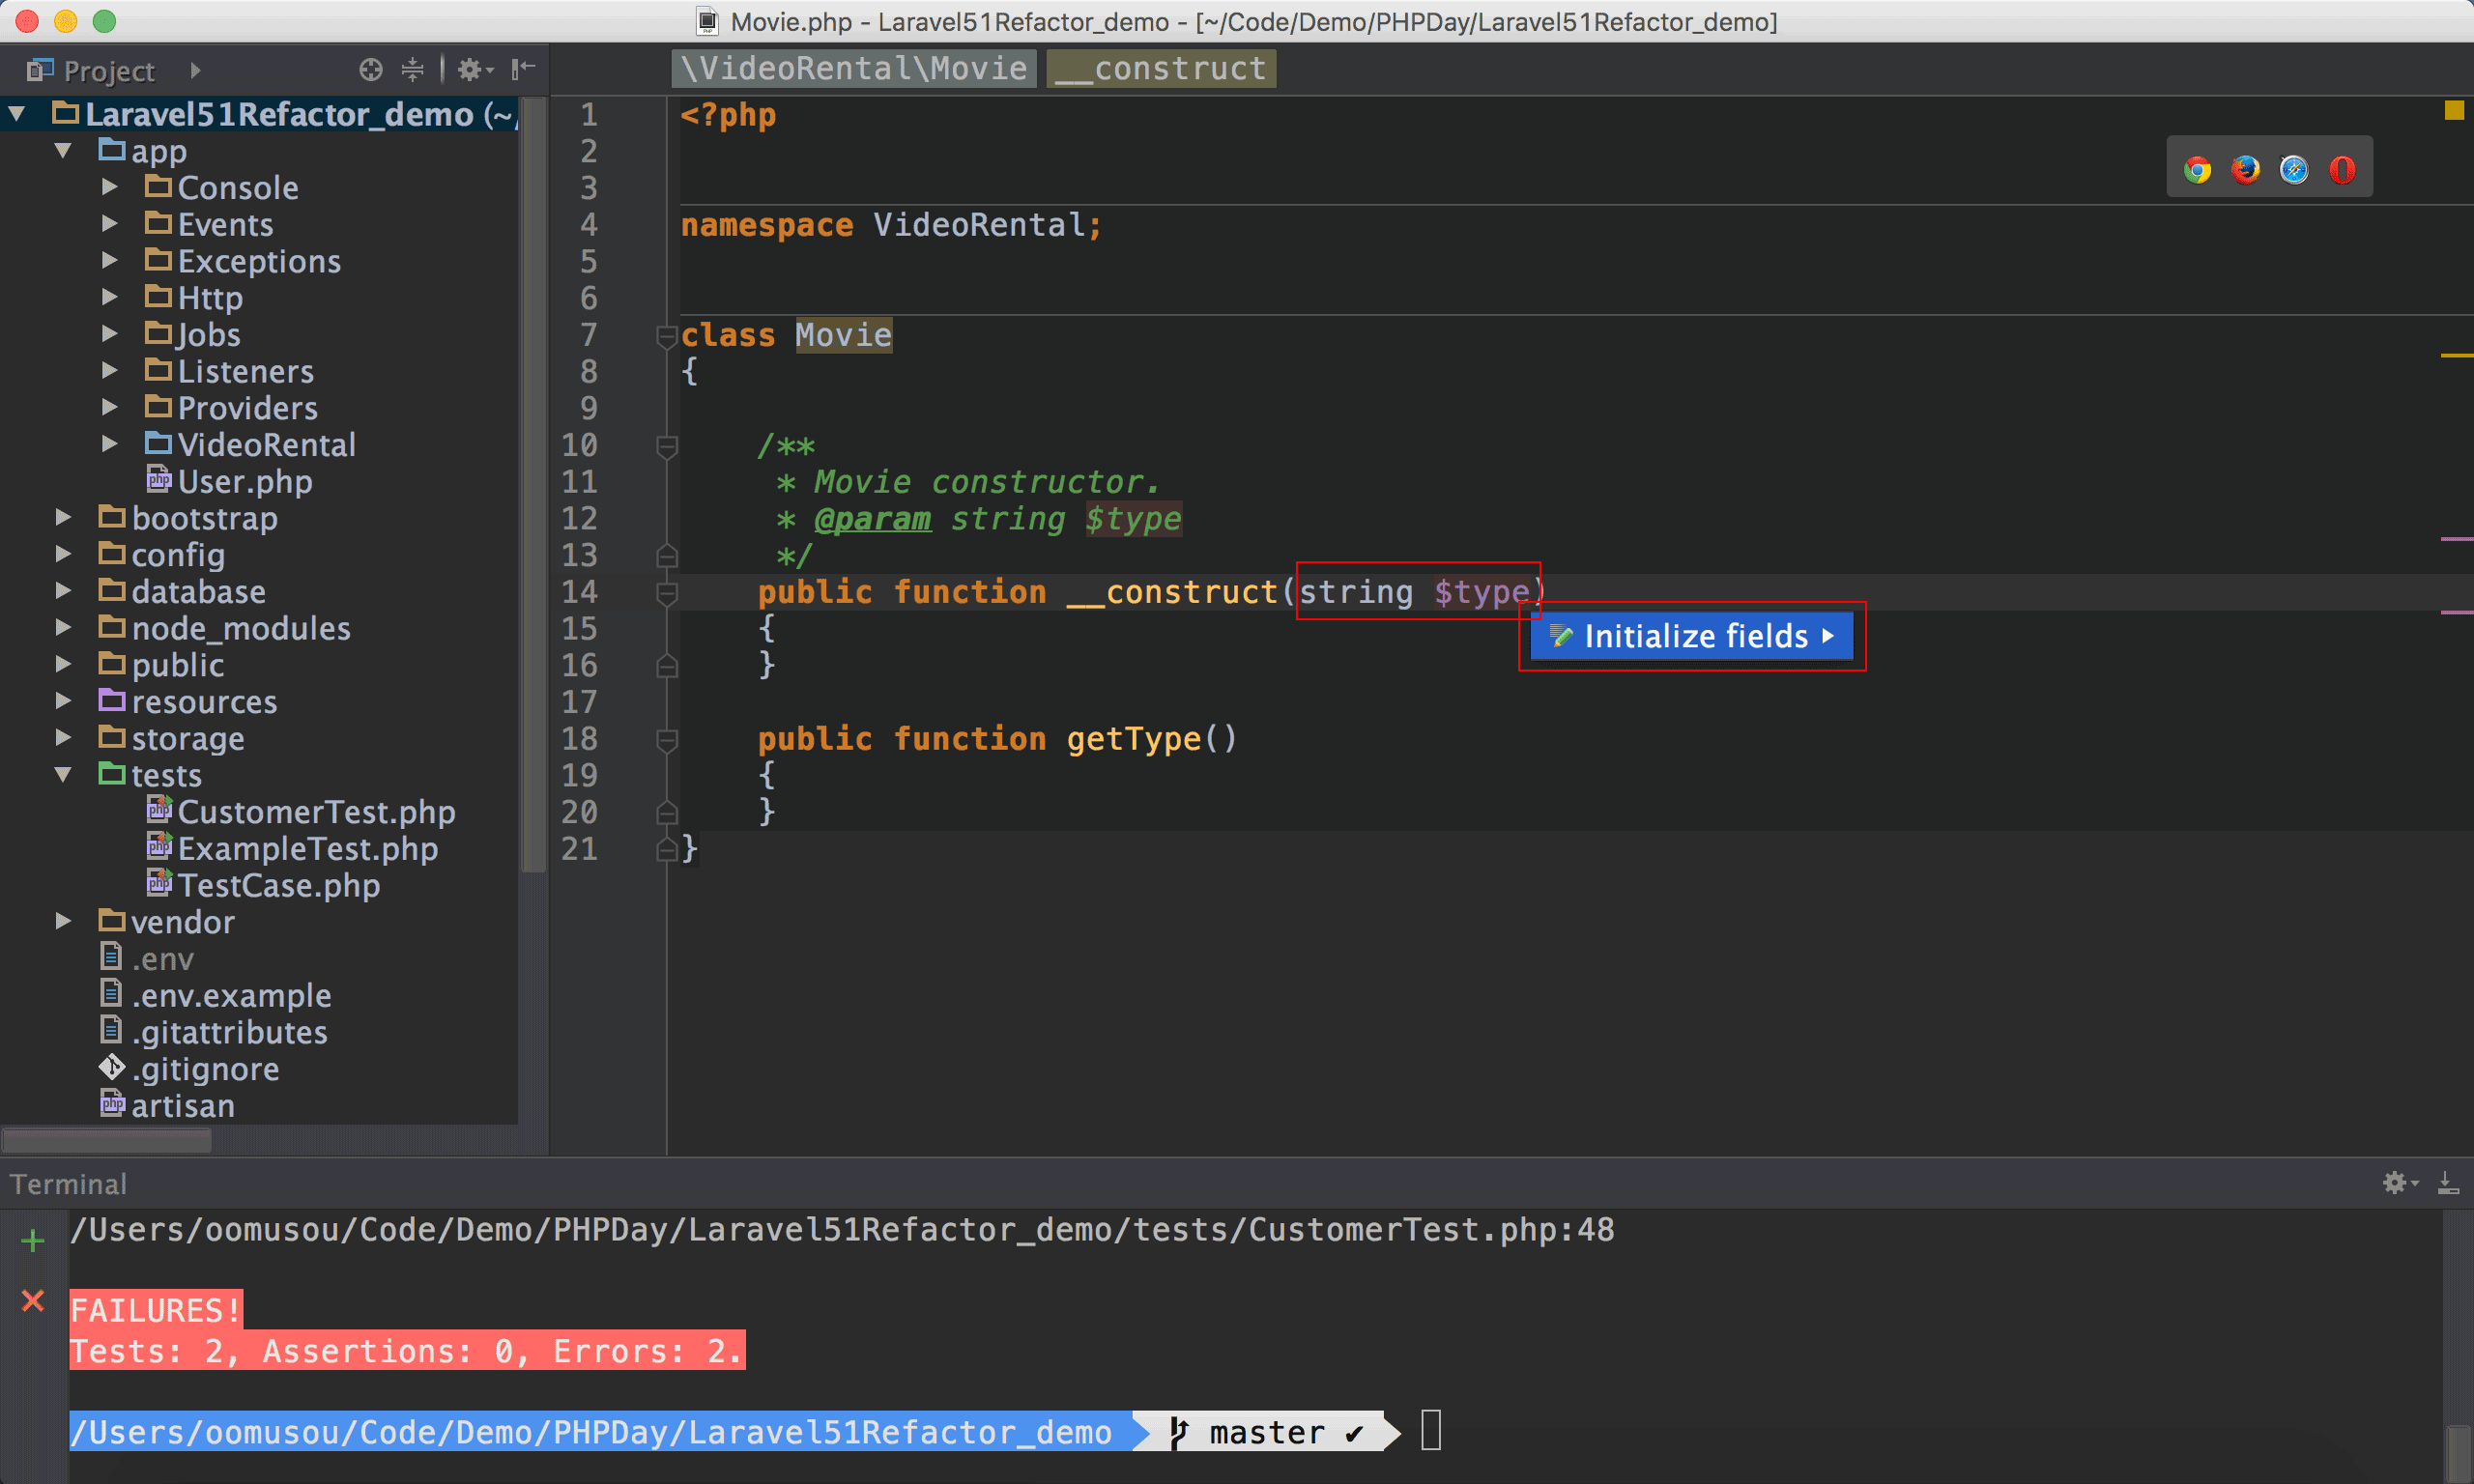 Movie.php - Laravel51Refactor_demo - [~/Code/Demo/PHPDay/Laravel51Refactor_demo]
Project
\VideoRental\Movie __construct
Laravel51Refactor_demo (~/
app
Console
Events
Exceptions
Http
Jobs
Listeners
Providers
VideoRental
User.php
bootstrap
config
database
node_modules
public
resources
storage
tests
CustomerTest.php
ExampleTest.php
TestCase.php
vendor
.env
.env.example
.gitattributes
.gitignore
artisan
1 <?php
2
3
4 namespace VideoRental;
5
6
7 class Movie
8 {
9
10 /**
11 * Movie constructor.
12 * @param string $type
13 */
14 public function __construct(string $type)
15 {
Initialize fields
16 }
17
18 public function getType()
19 {
20 }
21 }
Terminal
/Users/oomusou/Code/Demo/PHPDay/Laravel51Refactor_demo/tests/CustomerTest.php:48
FAILURES!
Tests: 2, Assertions: 0, Errors: 2.
/Users/oomusou/Code/Demo/PHPDay/Laravel51Refactor_demo master ✔